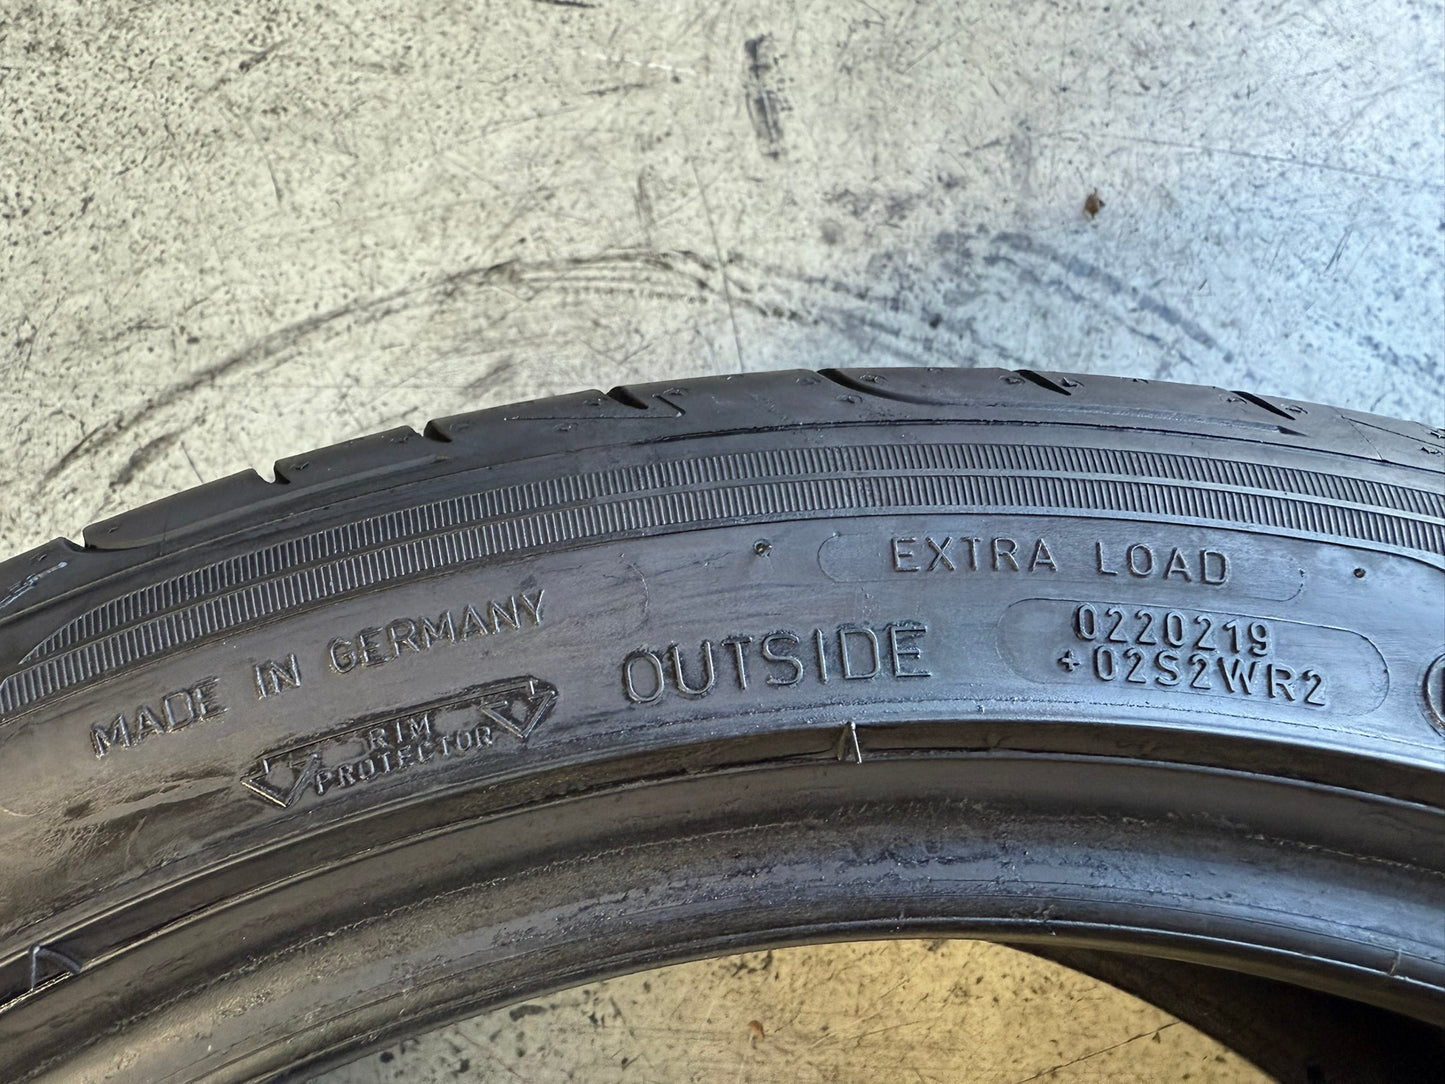 EXTRA LOAD
MADE IN GERMANY
OUTSIDE
0220219
+02S2WR2
RIM
PROTECTOR